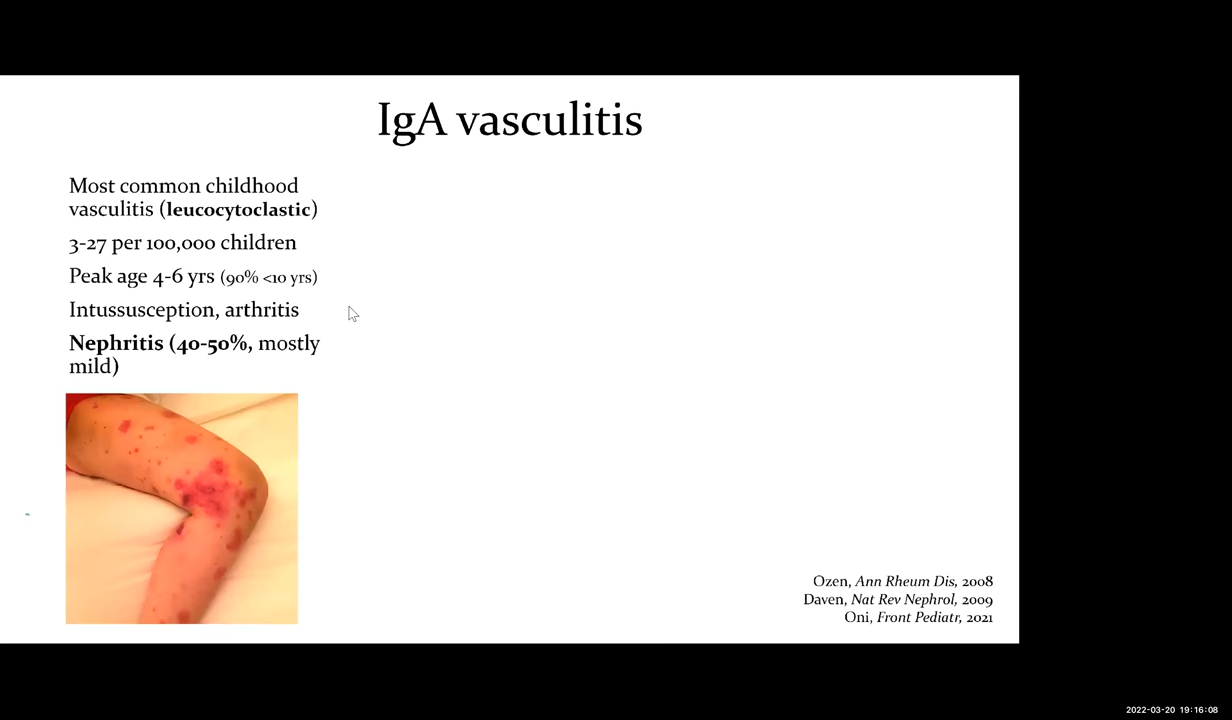 IgA vasculitis
Most common childhood
vasculitis (leucocytoclastic)
3-27 per 100,000 children
Peak age 4-6 yrs (90% <10 yrs)
Intussusception, arthritis
Nephritis (40-50%, mostly
mild)
Ozen, Ann Rheum Dis, 2008
Daven, Nat Rev Nephrol, 2009
Oni, Front Pediatr, 2021
2022-03-20 19:16:08